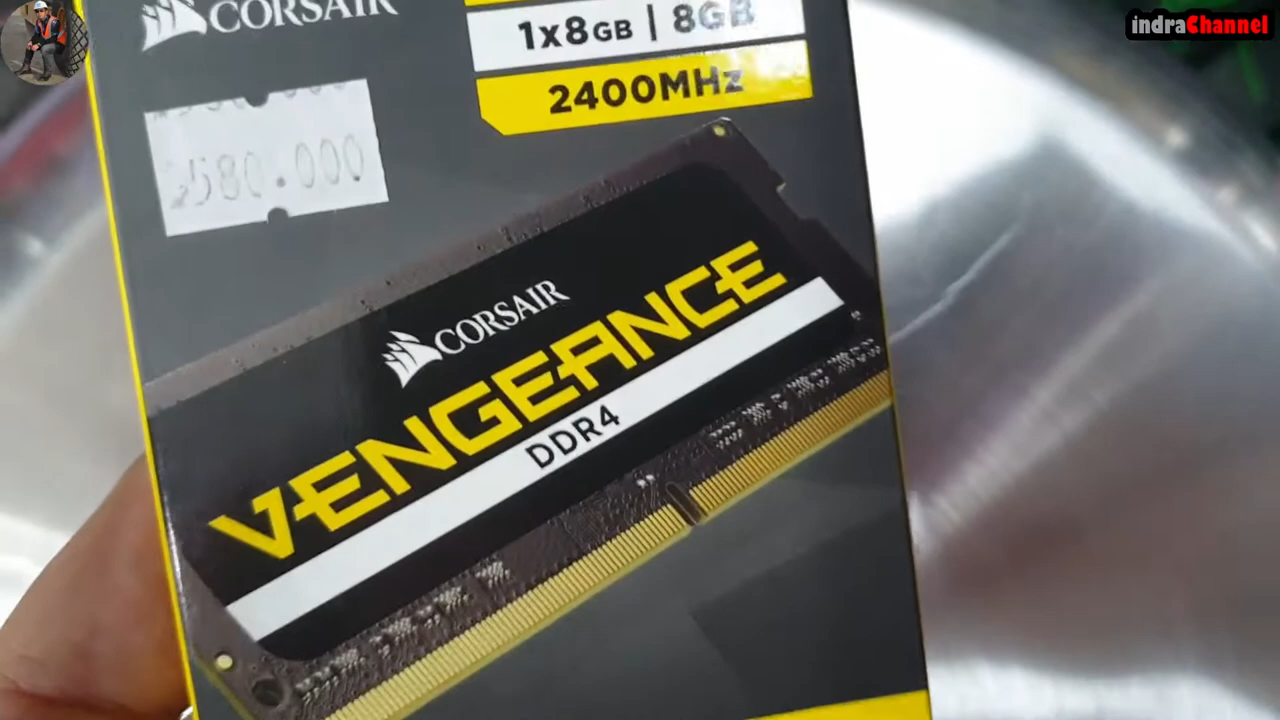 CORSAIR
1x8GB | 8GB
2400MHz
580.000
CORSAIR
VENGEANCE
DDR4
indraChannel